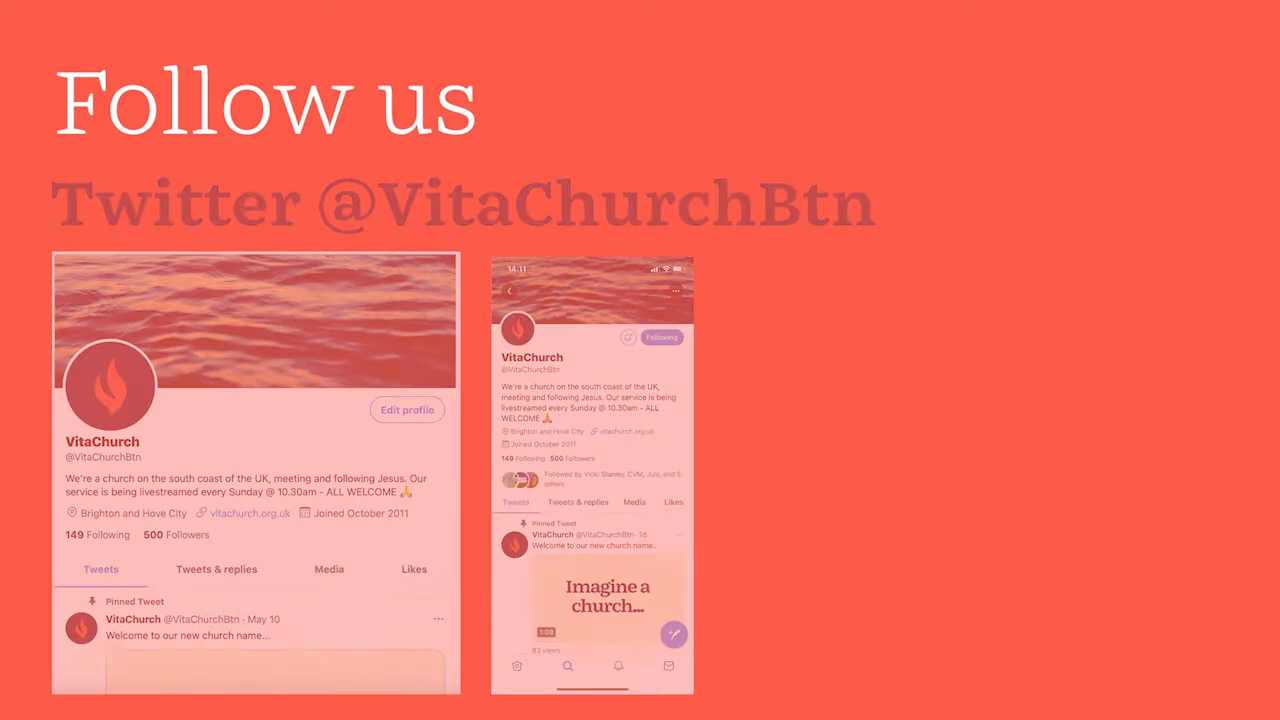 Follow us
Twitter @VitaChurchBtn
Edit profile
VitaChurch
@VitaChurchBtn
We're a church on the south coast of the UK, meeting and following Jesus. Our
service is being livestreamed every Sunday @ 10.30am - ALL WELCOME 🙏
Brighton and Hove City vitachurch.org.uk Joined October 2011
149 Following 500 Followers
Tweets Tweets & replies Media Likes
Pinned Tweet
VitaChurch @VitaChurchBtn · May 10
Welcome to our new church name...
14:11
Following
VitaChurch
@VitaChurchBtn
We're a church on the south coast of the UK,
meeting and following Jesus. Our service is being
livestreamed every Sunday @ 10.30am - ALL
WELCOME 🙏
Brighton and Hove City vitachurch.org.uk
Joined October 2011
149 Following 500 Followers
Followed by Vicki Stanley, CVM, Juls, and 5
others
Tweets Tweets & replies Media Likes
Pinned Tweet
VitaChurch @VitaChurchBtn · 1d
Welcome to our new church name...
Imagine a
church...
1:08
83 views